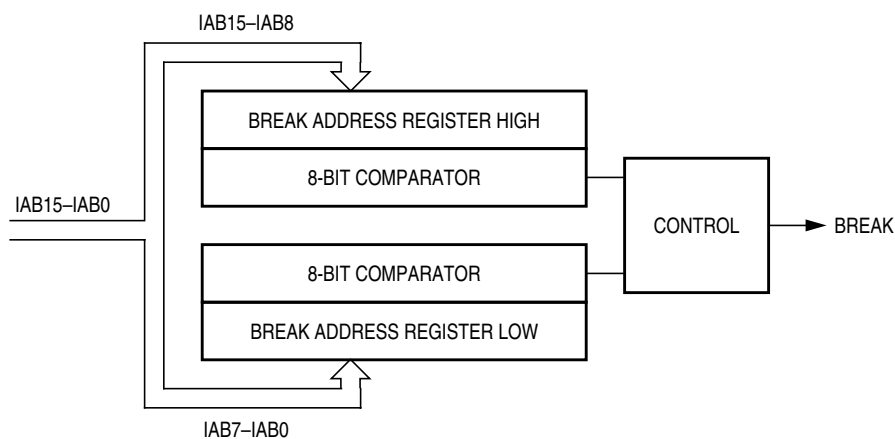 IAB15–IAB8
BREAK ADDRESS REGISTER HIGH
8-BIT COMPARATOR
IAB15–IAB0
CONTROL
BREAK
8-BIT COMPARATOR
BREAK ADDRESS REGISTER LOW
IAB7–IAB0